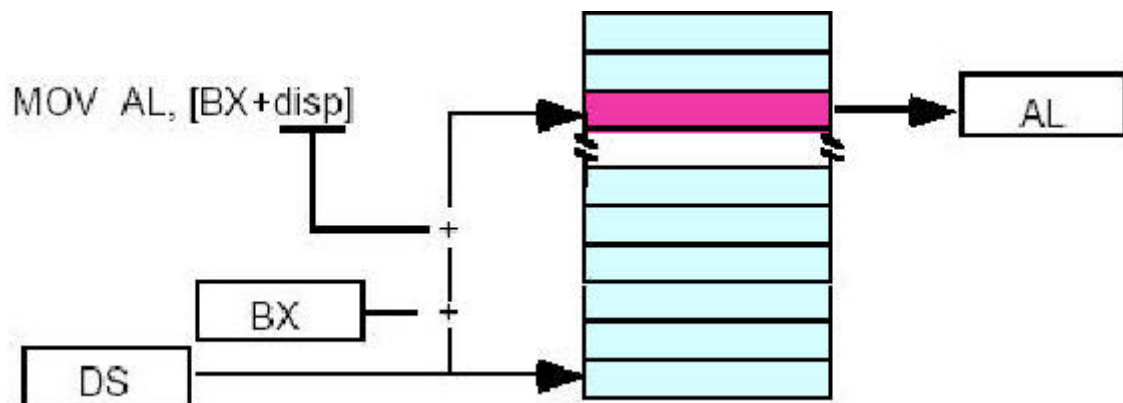 MOV AL, [BX+disp]
AL
+
BX
+
DS